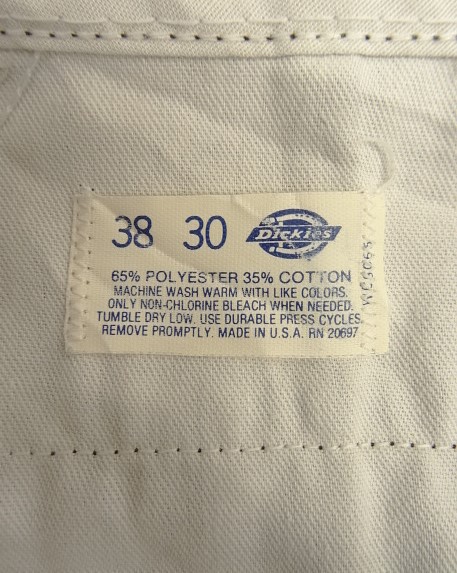 38 30 Dickies
65% POLYESTER 35% COTTON
MACHINE WASH WARM WITH LIKE COLORS.
ONLY NON-CHLORINE BLEACH WHEN NEEDED.
TUMBLE DRY LOW. USE DURABLE PRESS CYCLES.
REMOVE PROMPTLY. MADE IN U.S.A. RN 20697